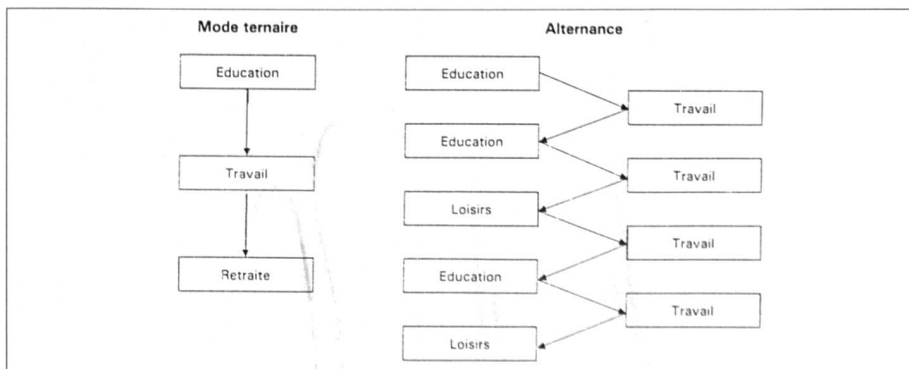 Mode ternaire
Education
Travail
Retraite
Alternance
Education
Travail
Education
Travail
Loisirs
Travail
Education
Travail
Loisirs